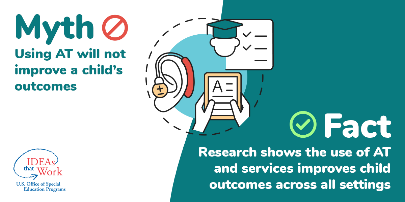 Myth
Using AT will not
improve a child's
outcomes
A
Fact
Research shows the use of AT
and services improves child
outcomes across all settings
IDEA
that
Work
U.S. Office of Special
Education Programs